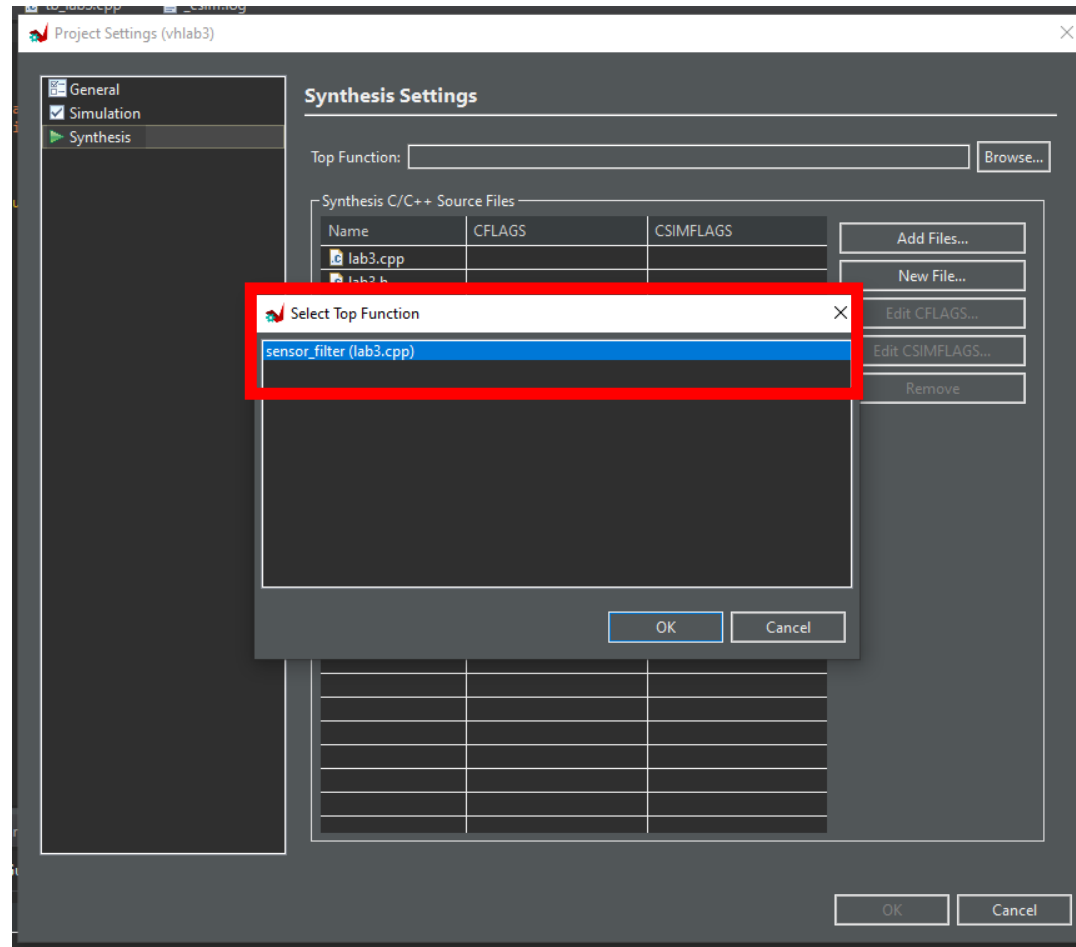 tb_lab3.cpp _csim.log
Project Settings (vhlab3)
General
Simulation
Synthesis
Synthesis Settings
Top Function:
Browse...
Synthesis C/C++ Source Files
Name CFLAGS CSIMFLAGS
lab3.cpp
lab3.h
Add Files...
New File...
Edit CFLAGS...
Edit CSIMFLAGS...
Remove
Select Top Function
sensor_filter (lab3.cpp)
OK Cancel
OK Cancel